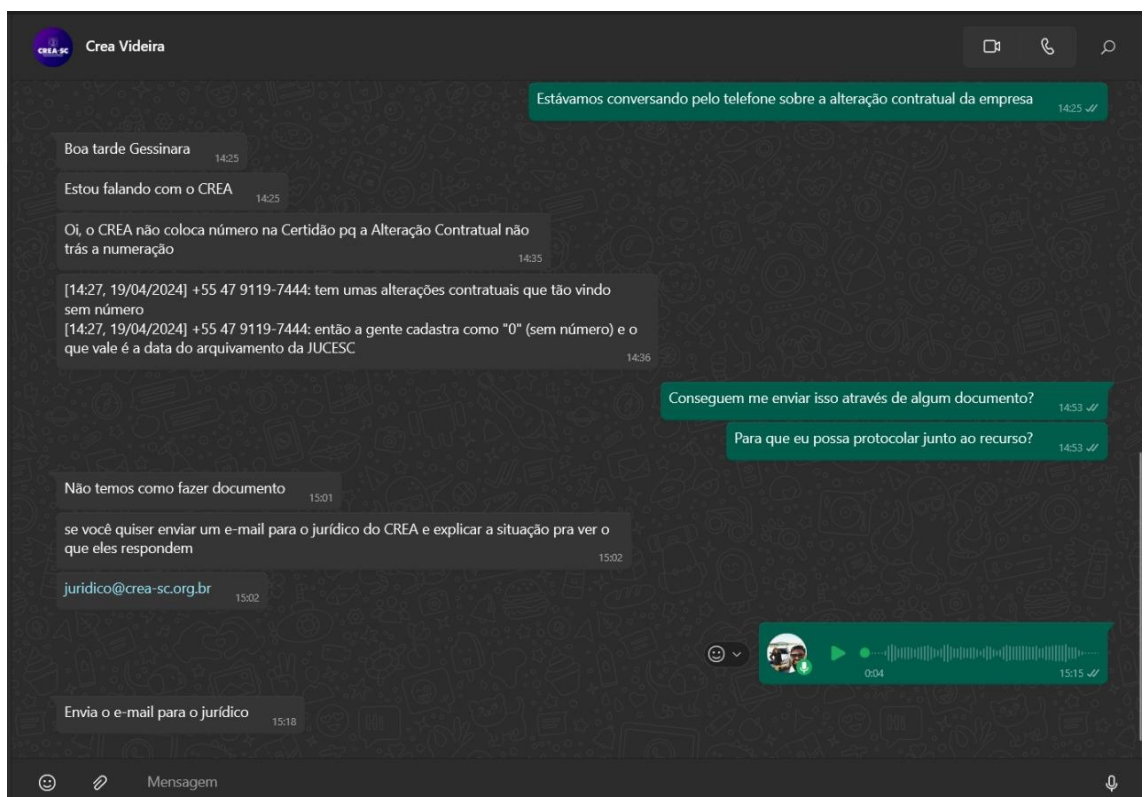 CREA-SC
Crea Videira
Estávamos conversando pelo telefone sobre a alteração contratual da empresa
14:25
Boa tarde Gessinara
14:25
Estou falando com o CREA
14:25
Oi, o CREA não coloca número na Certidão pq a Alteração Contratual não
trás a numeração
14:35
[14:27, 19/04/2024] +55 47 9119-7444: tem umas alterações contratuais que tão vindo
sem número
[14:27, 19/04/2024] +55 47 9119-7444: então a gente cadastra como "0" (sem número) e o
que vale é a data do arquivamento da JUCESC
14:36
Conseguem me enviar isso através de algum documento?
14:53
Para que eu possa protocolar junto ao recurso?
14:53
Não temos como fazer documento
15:01
se você quiser enviar um e-mail para o jurídico do CREA e explicar a situação pra ver o
que eles respondem
15:02
juridico@crea-sc.org.br
15:02
0:04
15:15
Envia o e-mail para o jurídico
15:18
Mensagem